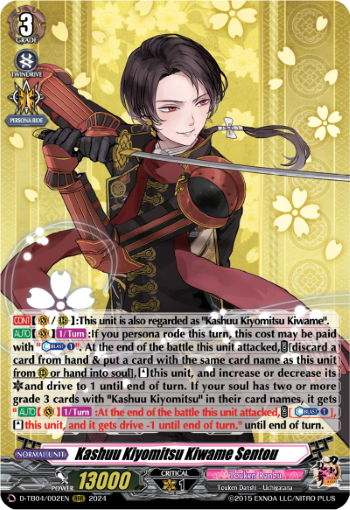 3
GRADE
TWINDRIVE
PERSONA RIDE
CONT【 / 】:This unit is also regarded as "Kashuu Kiyomitsu Kiwame".
AUTO【 】1/Turn:If you persona rode this turn, this cost may be paid
with "BLAST 1". At the end of the battle this unit attacked, [discard a
card from hand & put a card with the same card name as this unit
from or hand into soul], [this unit, and increase or decrease its
and drive to 1 until end of turn. If your soul has two or more
grade 3 cards with "Kashuu Kiyomitsu" in their card names, it gets
"AUTO【 】1/Turn:At the end of the battle this unit attacked, [BLAST 1],
[this unit, and it gets drive -1 until end of turn." until end of turn.
NORMAL UNIT
Kashuu Kiyomitsu Kiwame Sentou
POWER 13000
CRITICAL
1
Touken Ranbu
Touken Danshi - Uchigatana
D-TB04/002EN RRR 2024
©2015 EXNOA LLC/NITRO PLUS